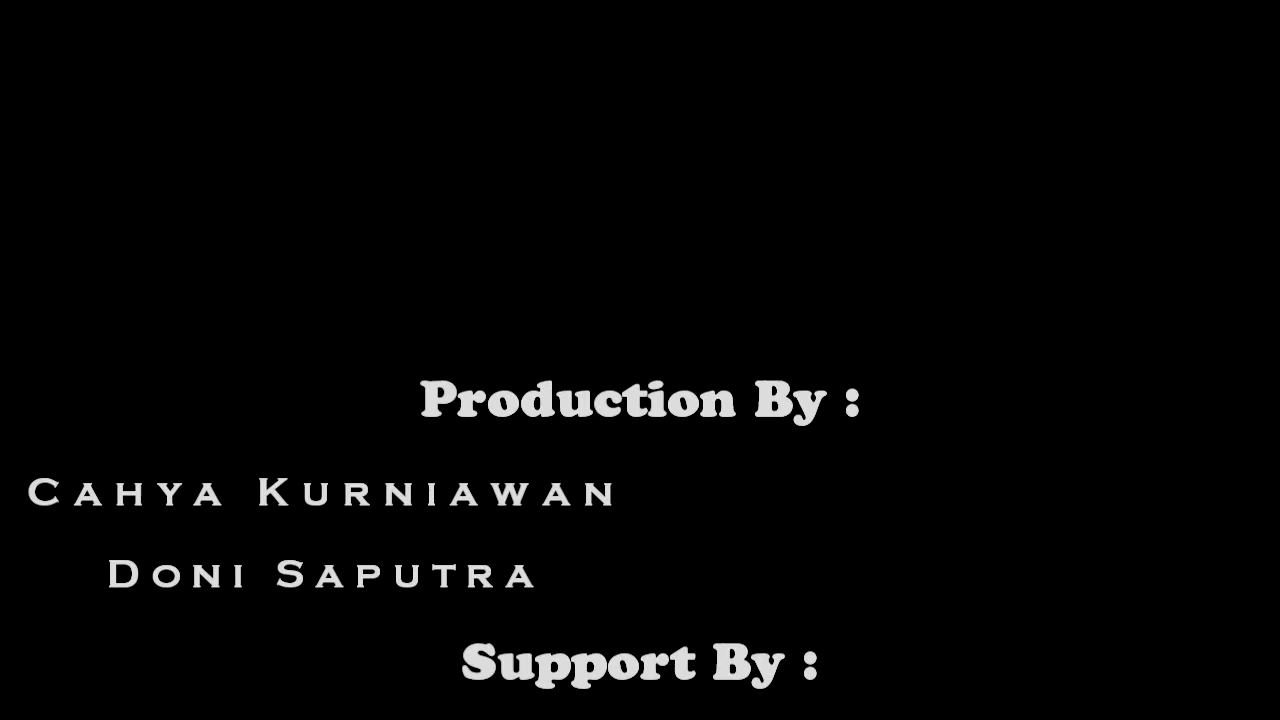 Production By :
Cahya Kurniawan
Doni Saputra
Support By :